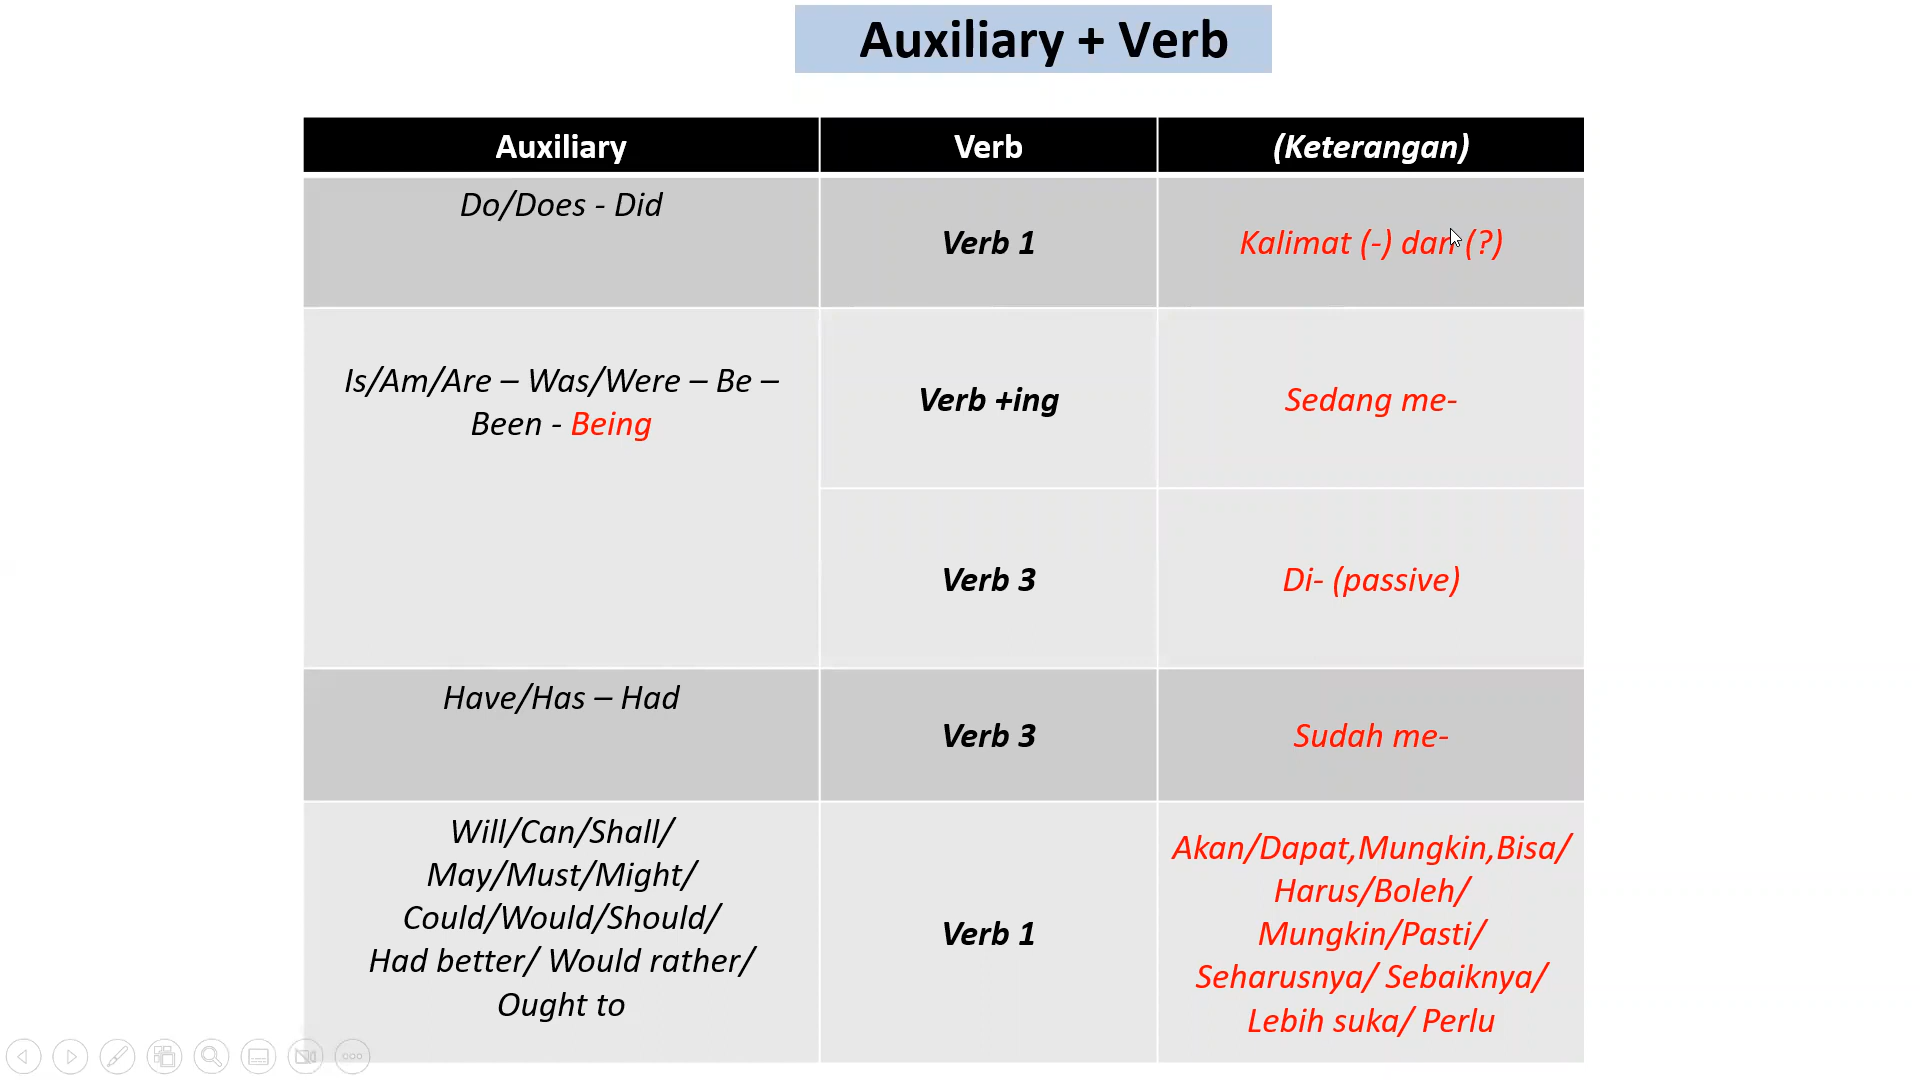 Auxiliary + Verb
Auxiliary
Verb
(Keterangan)
Do/Does - Did
Verb 1
Kalimat (-) dan (?)
Is/Am/Are – Was/Were – Be –
Been - Being
Verb +ing
Sedang me-
Verb 3
Di- (passive)
Have/Has – Had
Verb 3
Sudah me-
Will/Can/Shall/
May/Must/Might/
Could/Would/Should/
Had better/ Would rather/
Ought to
Verb 1
Akan/Dapat,Mungkin,Bisa/
Harus/Boleh/
Mungkin/Pasti/
Seharusnya/ Sebaiknya/
Lebih suka/ Perlu